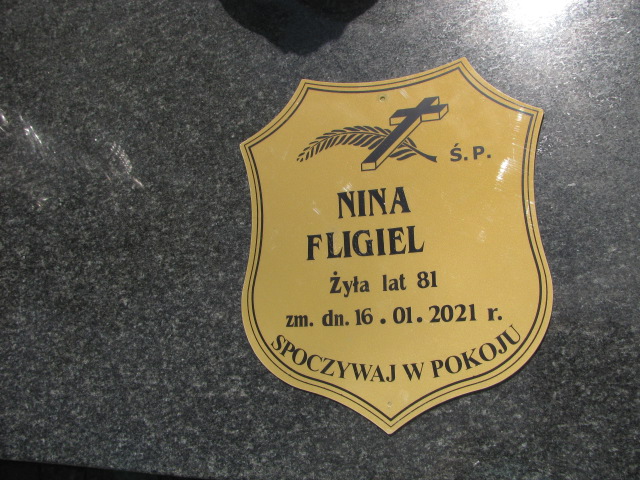 Ś.P.
NINA
FLIGIEL
Żyła lat 81
zm. dn. 16.01.2021 r.
SPOCZYWAJ W POKOJU